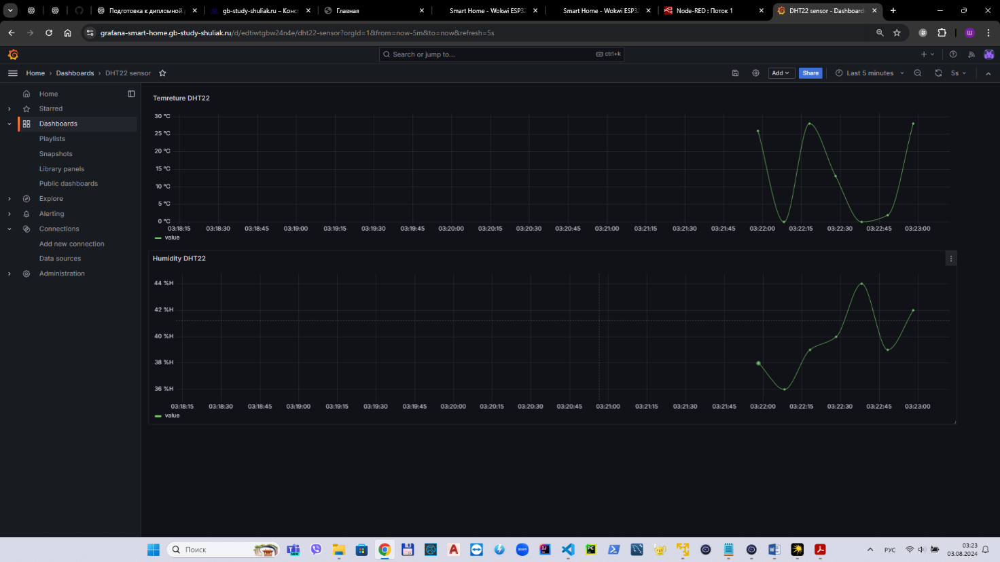 Подготовка к дипломной р
gb-study-shuliak.ru – Конс
Главная
Smart Home - Wokwi ESP32
Smart Home - Wokwi ESP32
Node-RED : Поток 1
DHT22 sensor - Dashboards
grafana-smart-home.gb-study-shuliak.ru/d/edtiwtgbw24n4e/dht22-sensor?orgId=1&from=now-5m&to=now&refresh=5s
Ш
Search or jump to...
ctrl+k
Home › Dashboards › DHT22 sensor
Add
Share
Last 5 minutes
5s
Home
Starred
Dashboards
Playlists
Snapshots
Library panels
Public dashboards
Explore
Alerting
Connections
Add new connection
Data sources
Administration
Temreture DHT22
30 °C
25 °C
20 °C
15 °C
10 °C
5 °C
0 °C
03:18:15 03:18:30 03:18:45 03:19:00 03:19:15 03:19:30 03:19:45 03:20:00 03:20:15 03:20:30 03:20:45 03:21:00 03:21:15 03:21:30 03:21:45 03:22:00 03:22:15 03:22:30 03:22:45 03:23:00
value
Humidity DHT22
44 %H
42 %H
40 %H
38 %H
36 %H
03:18:15 03:18:30 03:18:45 03:19:00 03:19:15 03:19:30 03:19:45 03:20:00 03:20:15 03:20:30 03:20:45 03:21:00 03:21:15 03:21:30 03:21:45 03:22:00 03:22:15 03:22:30 03:22:45 03:23:00
value
Поиск
РУС
03:23
03.08.2024